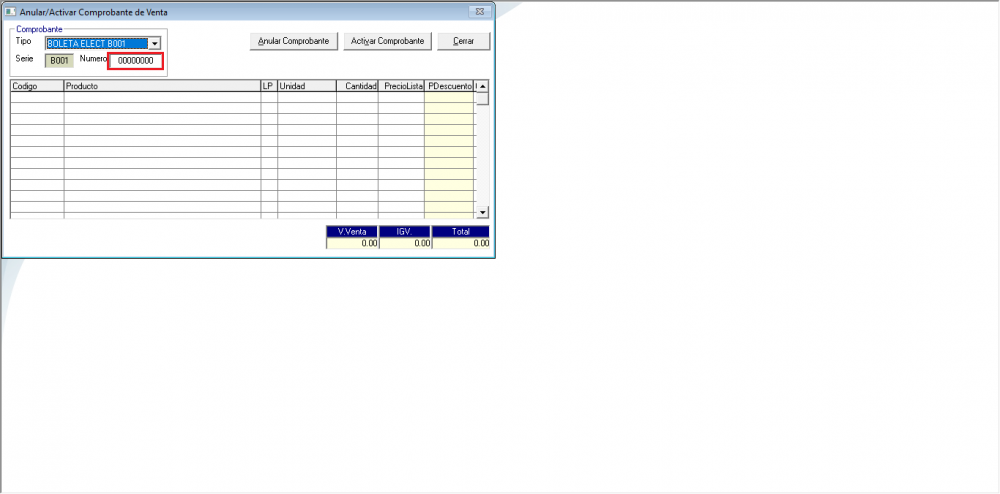 Anular/Activar Comprobante de Venta
Comprobante
Tipo BOLETA ELECT B001
Anular Comprobante Activar Comprobante Cerrar
Serie B001 Numero 00000000
Codigo Producto LP Unidad Cantidad PrecioLista PDescuento
V.Venta IGV. Total
0.00 0.00 0.00